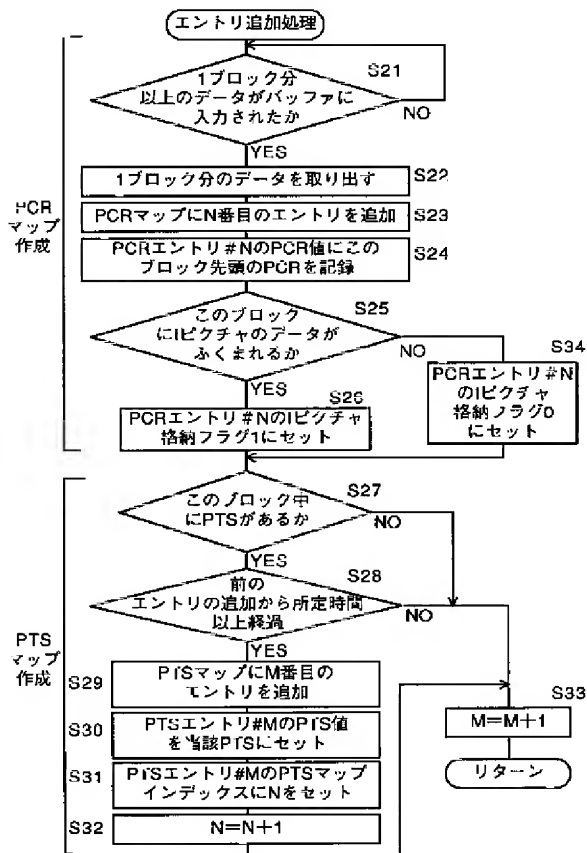 エントリ追加処理
S21
1ブロック分
以上のデータがバッファに
入力されたか
NO
YES
PCR
マップ
作成
1ブロック分のデータを取り出す
S22
PCRマップにN番目のエントリを追加
S23
PCRエントリ#NのPCR値にこの
ブロック先頭のPCRを記録
S24
S25
このブロック
にIピクチャのデータが
ふくまれるか
NO
YES
S34
PCRエントリ#N
のIピクチャ
格納フラグ0
にセット
S26
PCRエントリ#NのIピクチャ
格納フラグ1にセット
S27
このブロック中
にPTSがあるか
NO
YES
S28
前の
エントリの追加から所定時間
以上経過
NO
YES
PTS
マップ
作成
S29
PTSマップにM番目の
エントリを追加
S30
PTSエントリ#MのPTS値
を当該PTSにセット
S31
PTSエントリ#MのPTSマップ
インデックスにNをセット
S32
N=N+1
S33
M=M+1
リターン